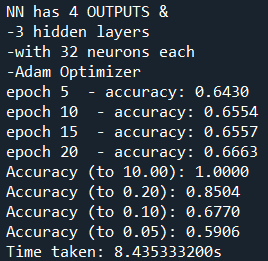 NN has 4 OUTPUTS &
-3 hidden layers
-with 32 neurons each
-Adam Optimizer
epoch 5  - accuracy: 0.6430
epoch 10  - accuracy: 0.6554
epoch 15  - accuracy: 0.6557
epoch 20  - accuracy: 0.6663
Accuracy (to 10.00): 1.0000
Accuracy (to 0.20): 0.8504
Accuracy (to 0.10): 0.6770
Accuracy (to 0.05): 0.5906
Time taken: 8.435333200s